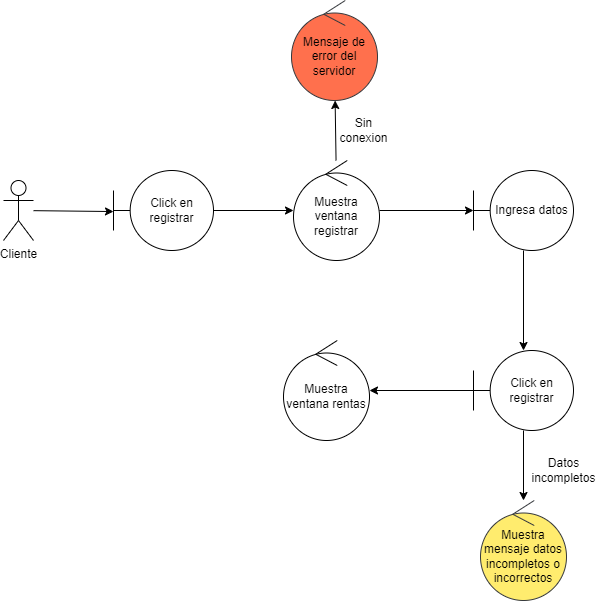 Mensaje de
error del
servidor
Sin
conexion
Click en
registrar
Muestra
ventana
registrar
Ingresa datos
Cliente
Muestra
ventana rentas
Click en
registrar
Datos
incompletos
Muestra
mensaje datos
incompletos o
incorrectos